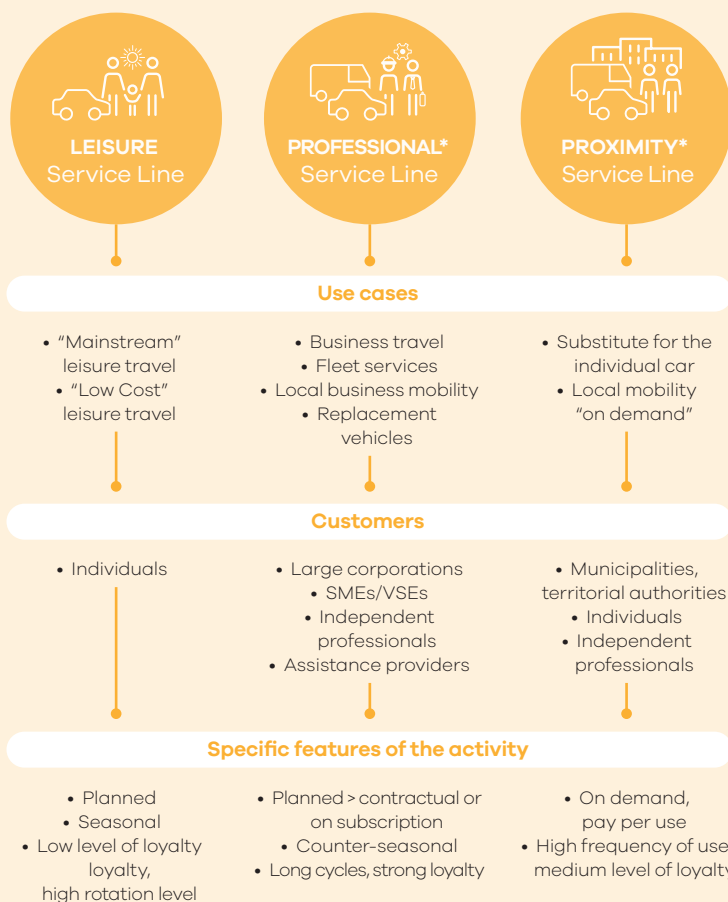 LEISURE
Service Line
PROFESSIONAL*
Service Line
PROXIMITY*
Service Line
Use cases
• “Mainstream”
leisure travel
• “Low Cost”
leisure travel
• Business travel
• Fleet services
• Local business mobility
• Replacement
vehicles
• Substitute for the
individual car
• Local mobility
“on demand”
Customers
• Individuals
• Large corporations
• SMEs/VSEs
• Independent
professionals
• Assistance providers
• Municipalities,
territorial authorities
• Individuals
• Independent
professionals
Specific features of the activity
• Planned
• Seasonal
• Low level of loyalty
loyalty,
high rotation level
• Planned > contractual or
on subscription
• Counter-seasonal
• Long cycles, strong loyalty
• On demand,
pay per use
• High frequency of use
medium level of loyalty